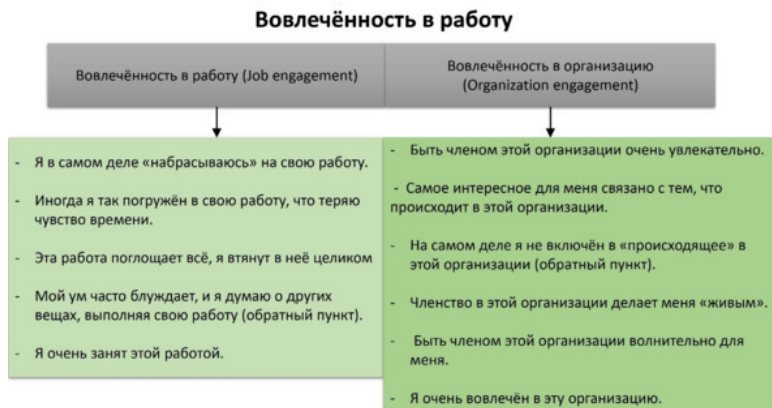 Вовлечённость в работу
Вовлечённость в работу (Job engagement)
Вовлечённость в организацию
(Organization engagement)
- Я в самом деле «набрасываюсь» на свою работу.
- Иногда я так погружён в свою работу, что теряю
чувство времени.
- Эта работа поглощает всё, я втянут в неё целиком
- Мой ум часто блуждает, и я думаю о других
вещах, выполняя свою работу (обратный пункт).
- Я очень занят этой работой.
- Быть членом этой организации очень увлекательно.
- Самое интересное для меня связано с тем, что
происходит в этой организации.
- На самом деле я не включён в «происходящее» в
этой организации (обратный пункт).
- Членство в этой организации делает меня «живым».
- Быть членом этой организации волнительно для
меня.
- Я очень вовлечён в эту организацию.